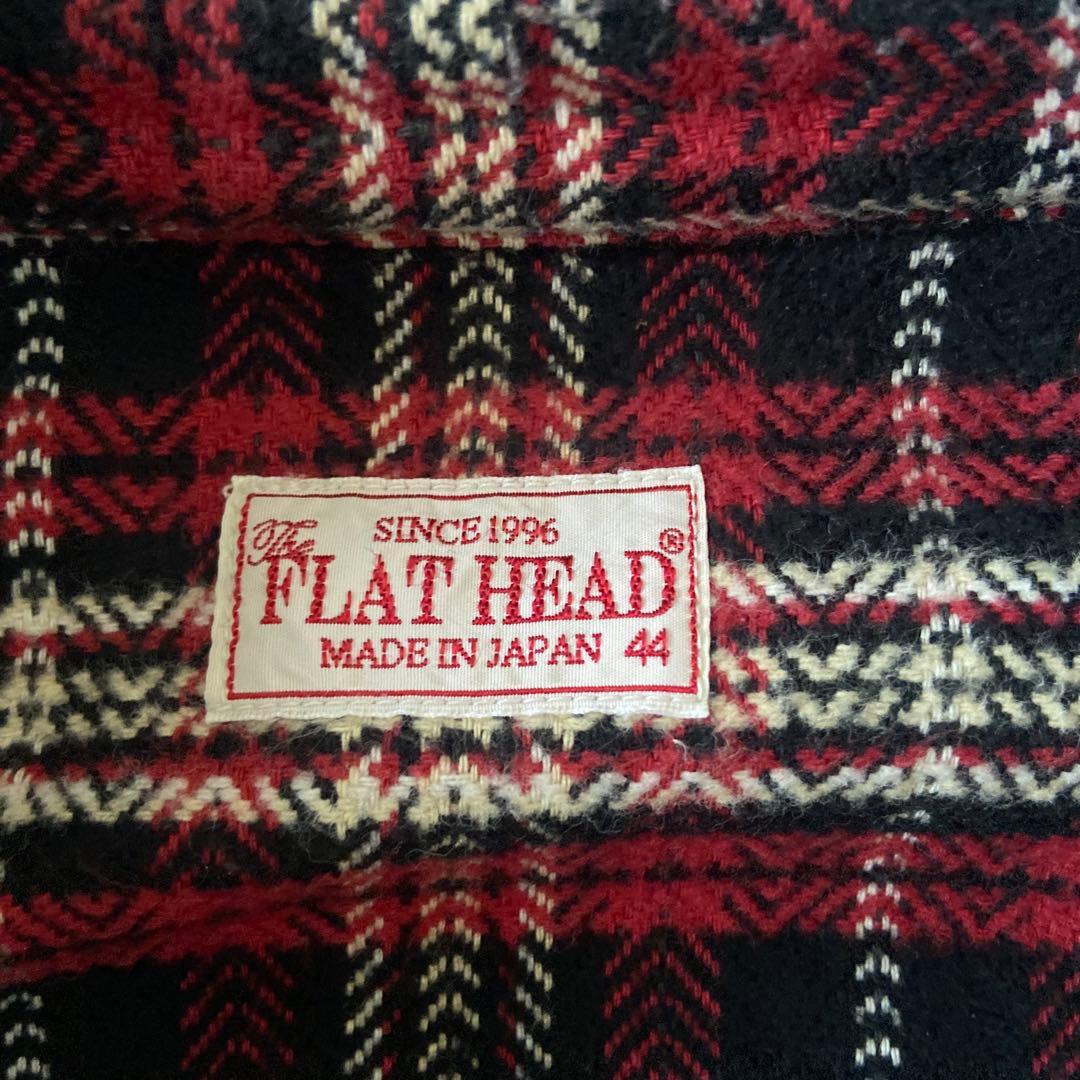 SINCE 1996
The FLAT HEAD®
MADE IN JAPAN 44